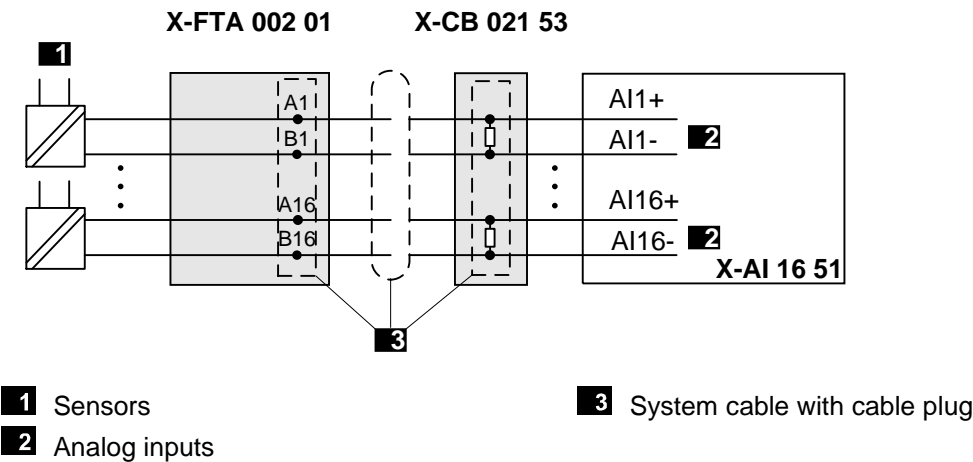 X-FTA 002 01 X-CB 021 53
1
A1 AI1+
B1 AI1- 2
A16 AI16+
B16 AI16- 2
X-AI 16 51
3
1 Sensors 3 System cable with cable plug
2 Analog inputs